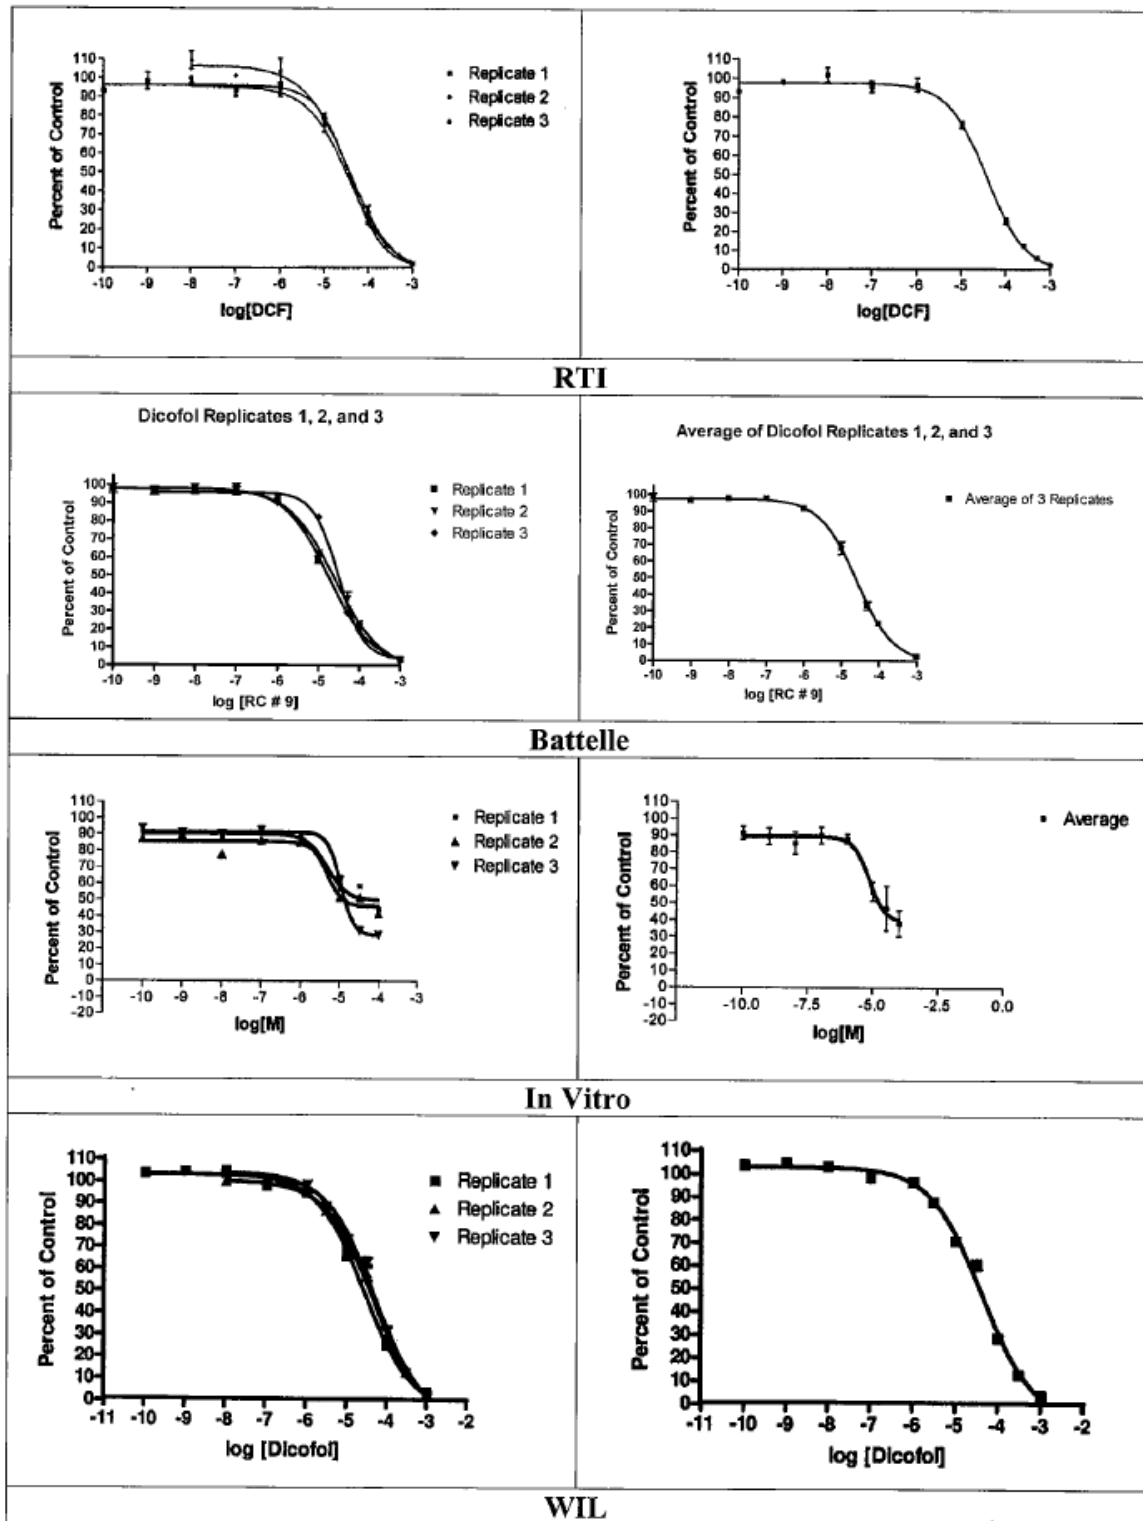 110
100
90
80
70
60
50
40
30
20
10
0
Percent of Control
-10 -9 -8 -7 -6 -5 -4 -3
log[DCF]
Replicate 1
Replicate 2
Replicate 3
110
100
90
80
70
60
50
40
30
20
10
0
Percent of Control
-10 -9 -8 -7 -6 -5 -4 -3
log[DCF]
RTI
Dicofol Replicates 1, 2, and 3
100
90
80
70
60
50
40
30
20
10
0
Percent of Control
-10 -9 -8 -7 -6 -5 -4 -3
log [RC # 9]
Replicate 1
Replicate 2
Replicate 3
Average of Dicofol Replicates 1, 2, and 3
100
90
80
70
60
50
40
30
20
10
0
Percent of Control
-10 -9 -8 -7 -6 -5 -4 -3
log [RC # 9]
Average of 3 Replicates
Battelle
110
100
90
80
70
60
50
40
30
20
10
0
-10
-20
Percent of Control
-10 -9 -8 -7 -6 -5 -4 -3
log[M]
Replicate 1
Replicate 2
Replicate 3
110
100
90
80
70
60
50
40
30
20
10
0
-10
-20
Percent of Control
-10.0 -7.5 -5.0 -2.5 0.0
log[M]
Average
In Vitro
110
100
90
80
70
60
50
40
30
20
10
0
Percent of Control
-11 -10 -9 -8 -7 -6 -5 -4 -3 -2
log [Dicofol]
Replicate 1
Replicate 2
Replicate 3
110
100
90
80
70
60
50
40
30
20
10
0
Percent of Control
-11 -10 -9 -8 -7 -6 -5 -4 -3 -2
log [Dicofol]
WIL